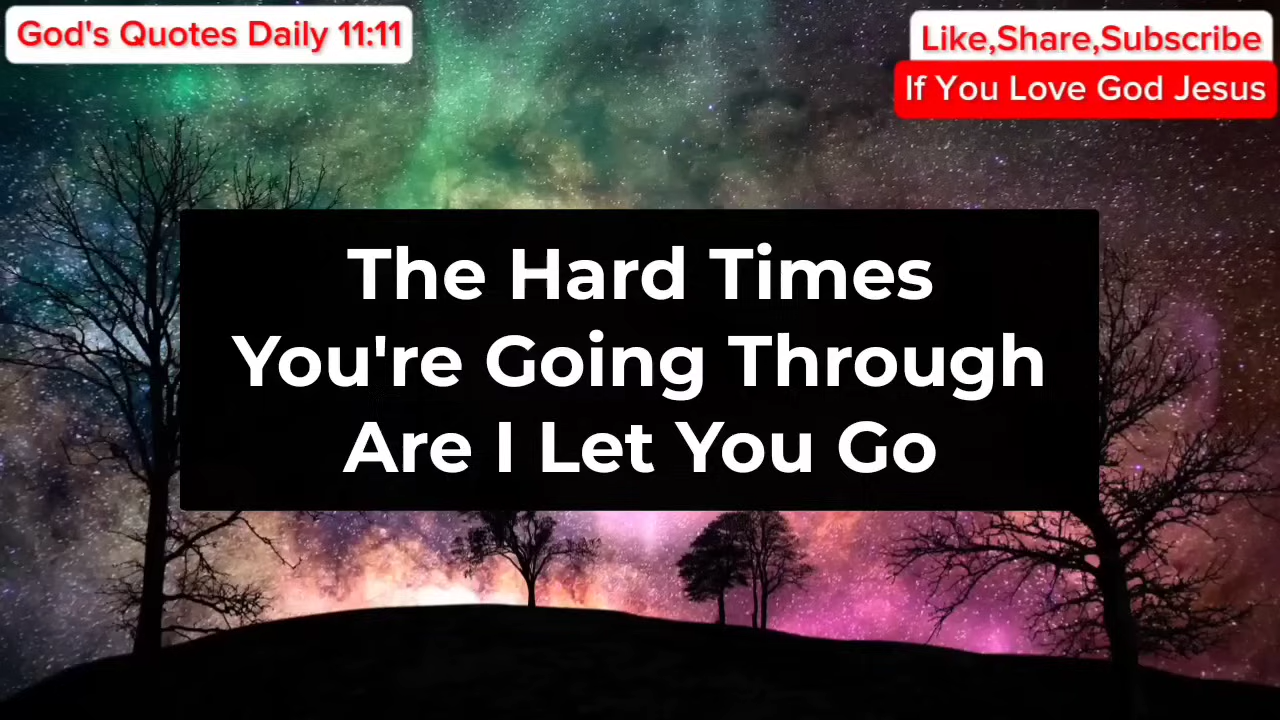 God's Quotes Daily 11:11
Like,Share,Subscribe
If You Love God Jesus
The Hard Times
You're Going Through
Are I Let You Go